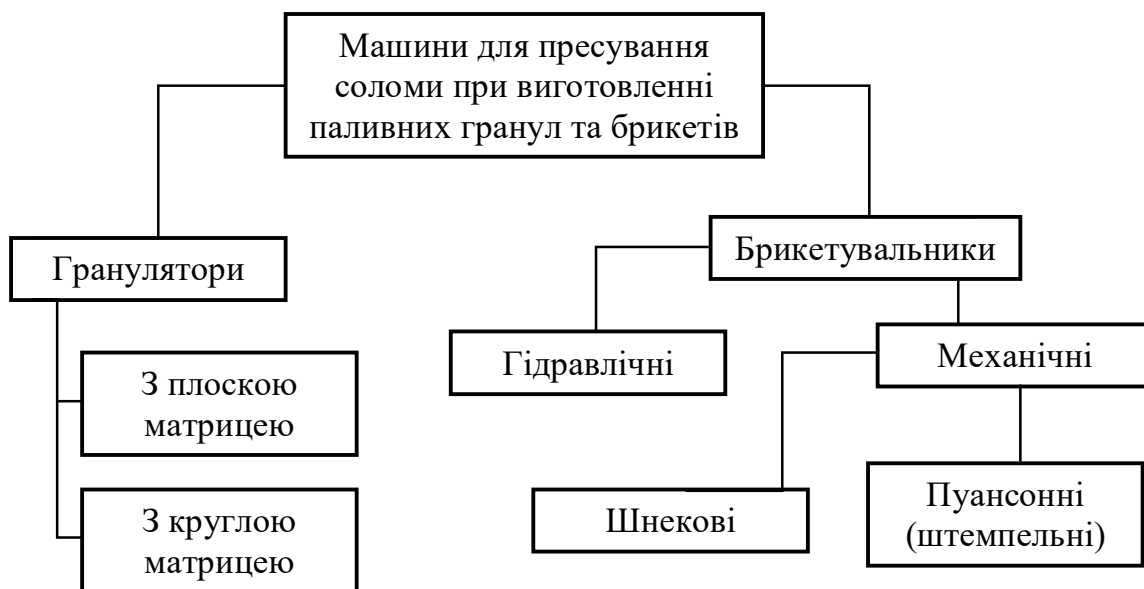 Машини для пресування
соломи при виготовленні
паливних гранул та брикетів
Гранулятори
Брикетувальники
Гідравлічні
Механічні
З плоскою
матрицею
З круглою
матрицею
Шнекові
Пуансонні
(штемпельні)